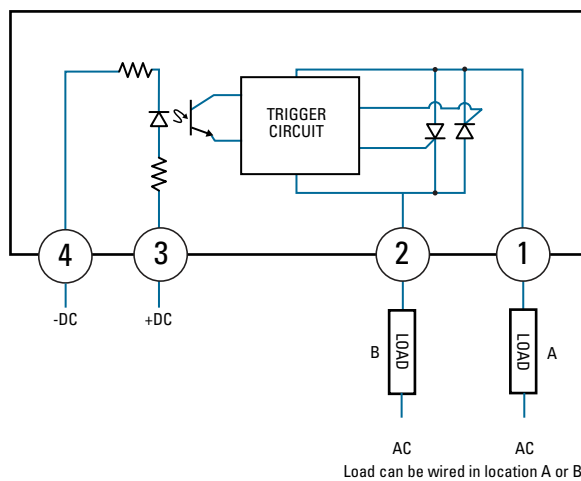 TRIGGER
CIRCUIT
4
3
2
1
-DC
+DC
B
LOAD
LOAD
A
AC
AC
Load can be wired in location A or B